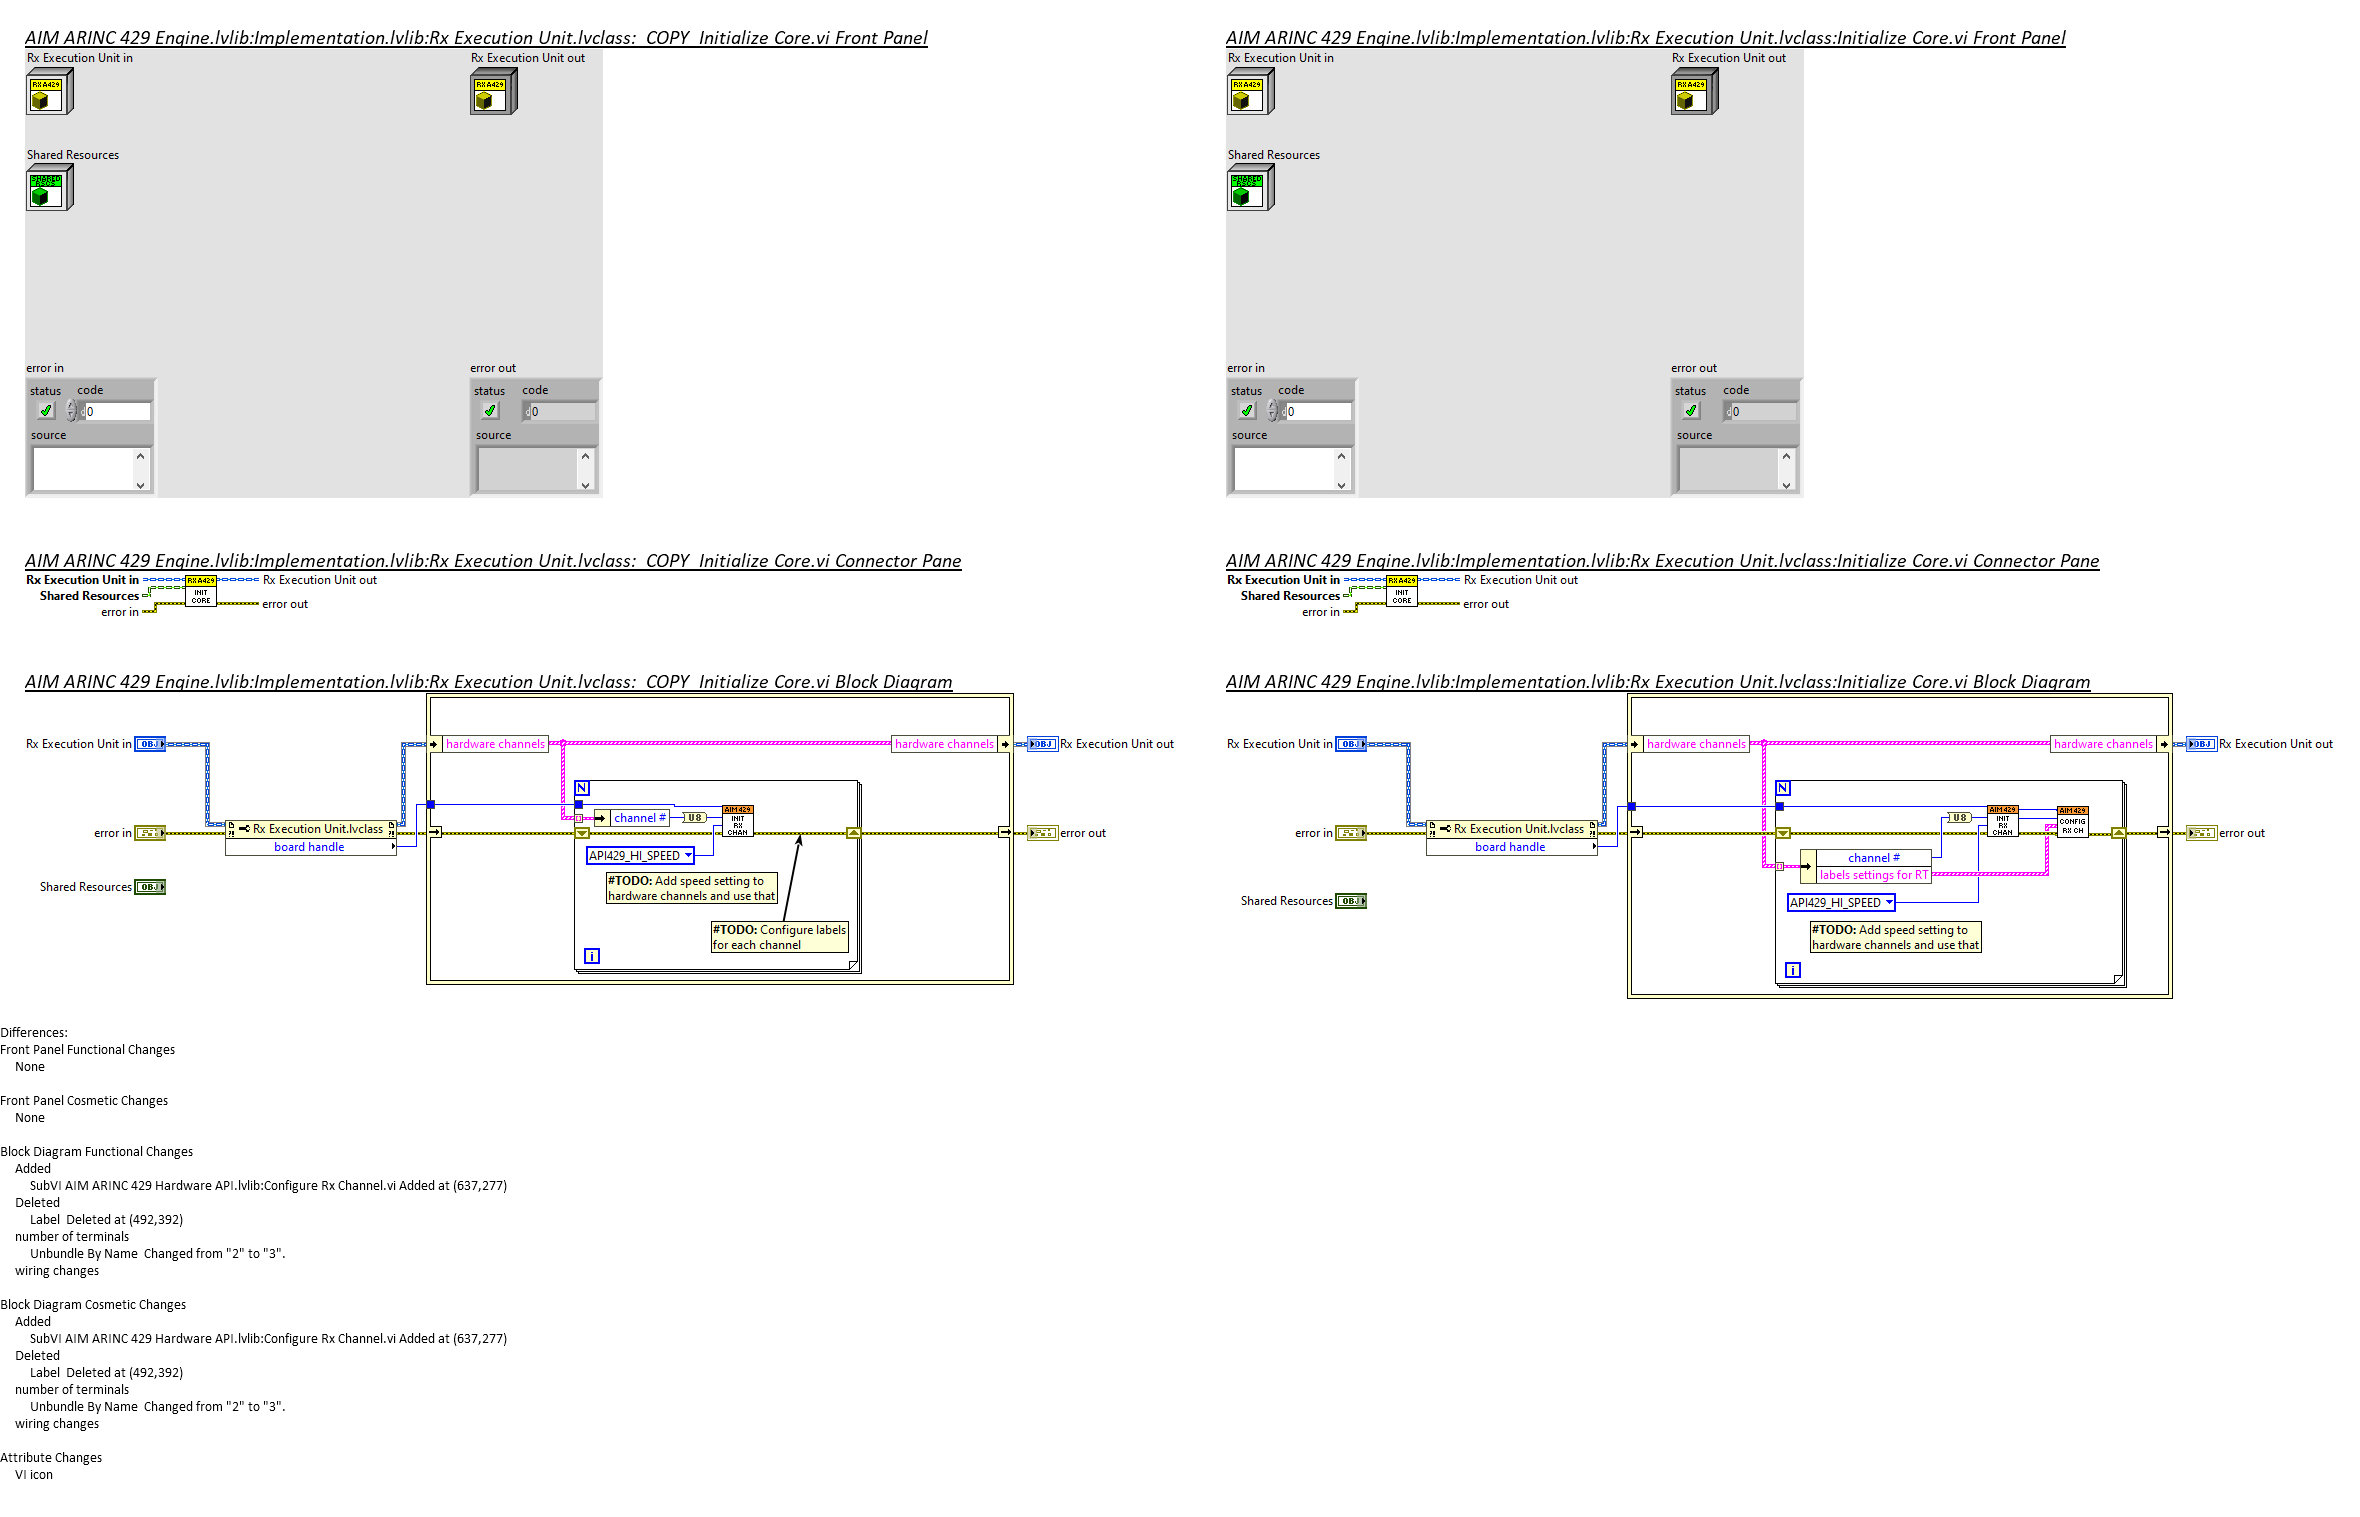 AIM ARINC 429 Engine.lvlib:Implementation.lvlib:Rx Execution Unit.lvclass:  COPY  Initialize Core.vi Front Panel
Rx Execution Unit in
Rx Execution Unit out
RX A429
RX A429
Shared Resources
SHARED
RSCS
error in
error out
status code
status code
0
0
source
source
AIM ARINC 429 Engine.lvlib:Implementation.lvlib:Rx Execution Unit.lvclass:Initialize Core.vi Front Panel
Rx Execution Unit in
Rx Execution Unit out
RX A429
RX A429
Shared Resources
SHARED
RSCS
error in
error out
status code
status code
0
0
source
source
AIM ARINC 429 Engine.lvlib:Implementation.lvlib:Rx Execution Unit.lvclass:  COPY  Initialize Core.vi Connector Pane
Rx Execution Unit in
Rx Execution Unit out
Shared Resources
error in
error out
RX A429
INIT
CORE
AIM ARINC 429 Engine.lvlib:Implementation.lvlib:Rx Execution Unit.lvclass:Initialize Core.vi Connector Pane
Rx Execution Unit in
Rx Execution Unit out
Shared Resources
error in
error out
RX A429
INIT
CORE
AIM ARINC 429 Engine.lvlib:Implementation.lvlib:Rx Execution Unit.lvclass:  COPY  Initialize Core.vi Block Diagram
Rx Execution Unit in
OBJ
hardware channels
hardware channels
OBJ
Rx Execution Unit out
N
AIM 429
INIT
RX
CHAN
channel #
U8
error in
Rx Execution Unit.lvclass
board handle
error out
API429_HI_SPEED
#TODO: Add speed setting to
hardware channels and use that
Shared Resources
OBJ
#TODO: Configure labels
for each channel
i
AIM ARINC 429 Engine.lvlib:Implementation.lvlib:Rx Execution Unit.lvclass:Initialize Core.vi Block Diagram
Rx Execution Unit in
OBJ
hardware channels
hardware channels
OBJ
Rx Execution Unit out
N
U8
AIM 429
INIT
RX
CHAN
AIM 429
CONFIG
RX CH
error in
Rx Execution Unit.lvclass
board handle
error out
channel #
labels settings for RT
Shared Resources
OBJ
API429_HI_SPEED
#TODO: Add speed setting to
hardware channels and use that
i
Differences:
Front Panel Functional Changes
None
Front Panel Cosmetic Changes
None
Block Diagram Functional Changes
Added
SubVI AIM ARINC 429 Hardware API.lvlib:Configure Rx Channel.vi Added at (637,277)
Deleted
Label  Deleted at (492,392)
number of terminals
Unbundle By Name  Changed from "2" to "3".
wiring changes
Block Diagram Cosmetic Changes
Added
SubVI AIM ARINC 429 Hardware API.lvlib:Configure Rx Channel.vi Added at (637,277)
Deleted
Label  Deleted at (492,392)
number of terminals
Unbundle By Name  Changed from "2" to "3".
wiring changes
Attribute Changes
VI icon